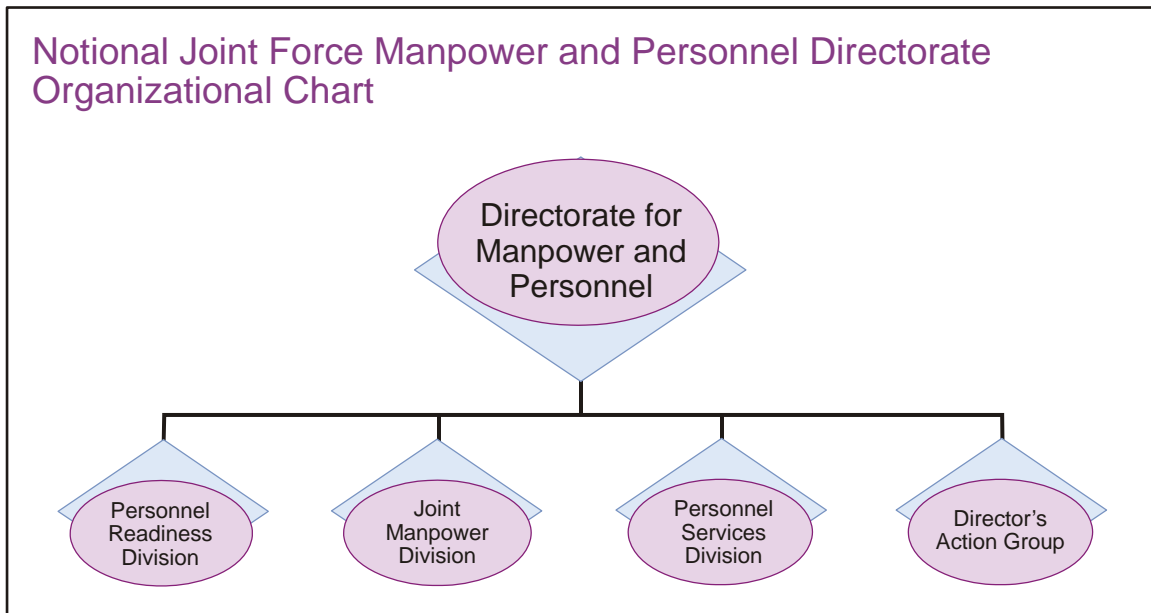 Notional Joint Force Manpower and Personnel Directorate
Organizational Chart
Directorate for
Manpower and
Personnel
Personnel
Readiness
Division
Joint
Manpower
Division
Personnel
Services
Division
Director’s
Action Group